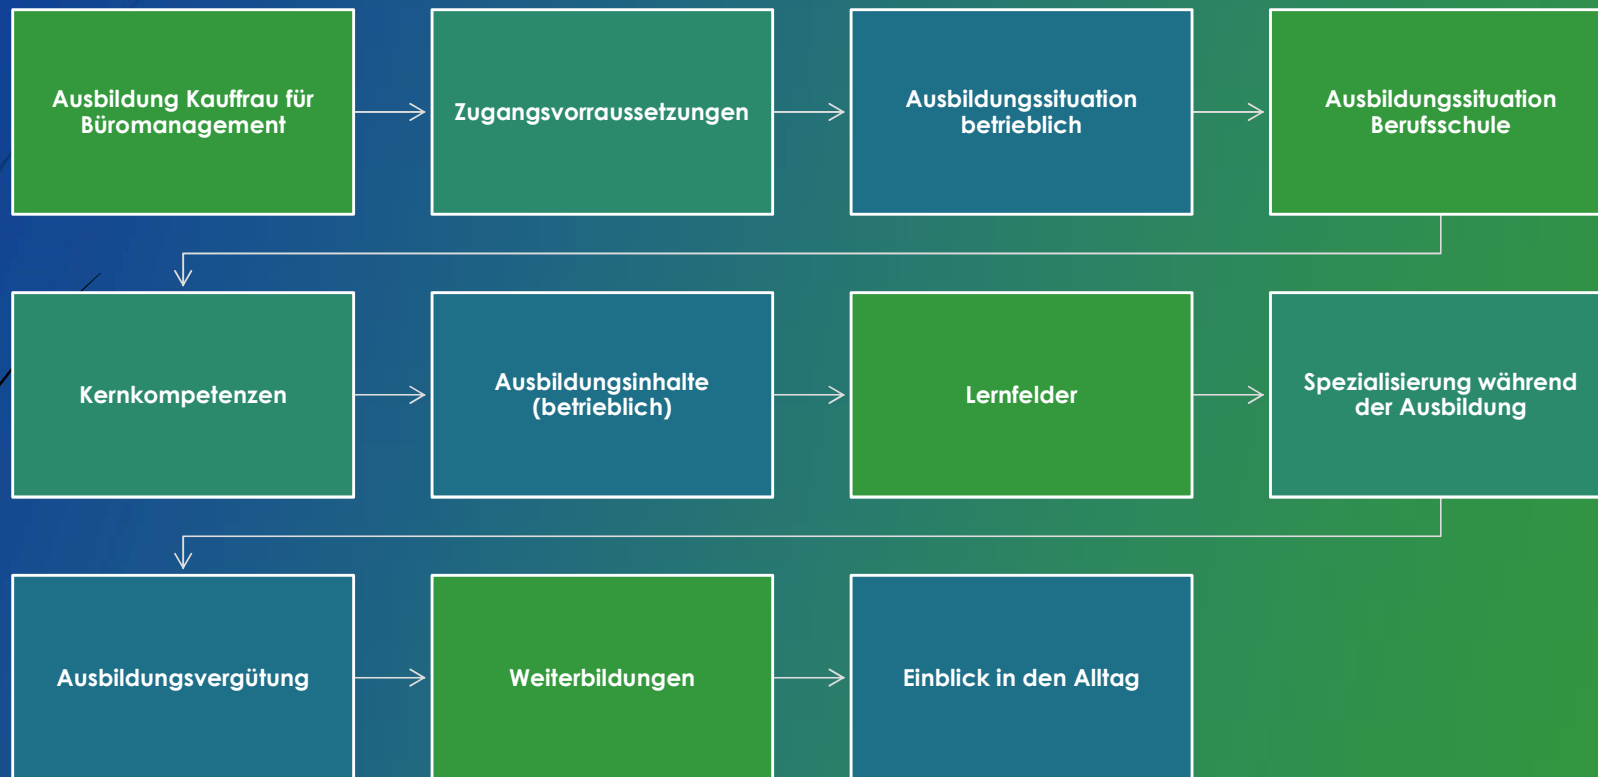 Ausbildung Kauffrau für
Büromanagement
Zugangsvorraussetzungen
Ausbildungssituation
betrieblich
Ausbildungssituation
Berufsschule
Kernkompetenzen
Ausbildungsinhalte
(betrieblich)
Lernfelder
Spezialisierung während
der Ausbildung
Ausbildungsvergütung
Weiterbildungen
Einblick in den Alltag